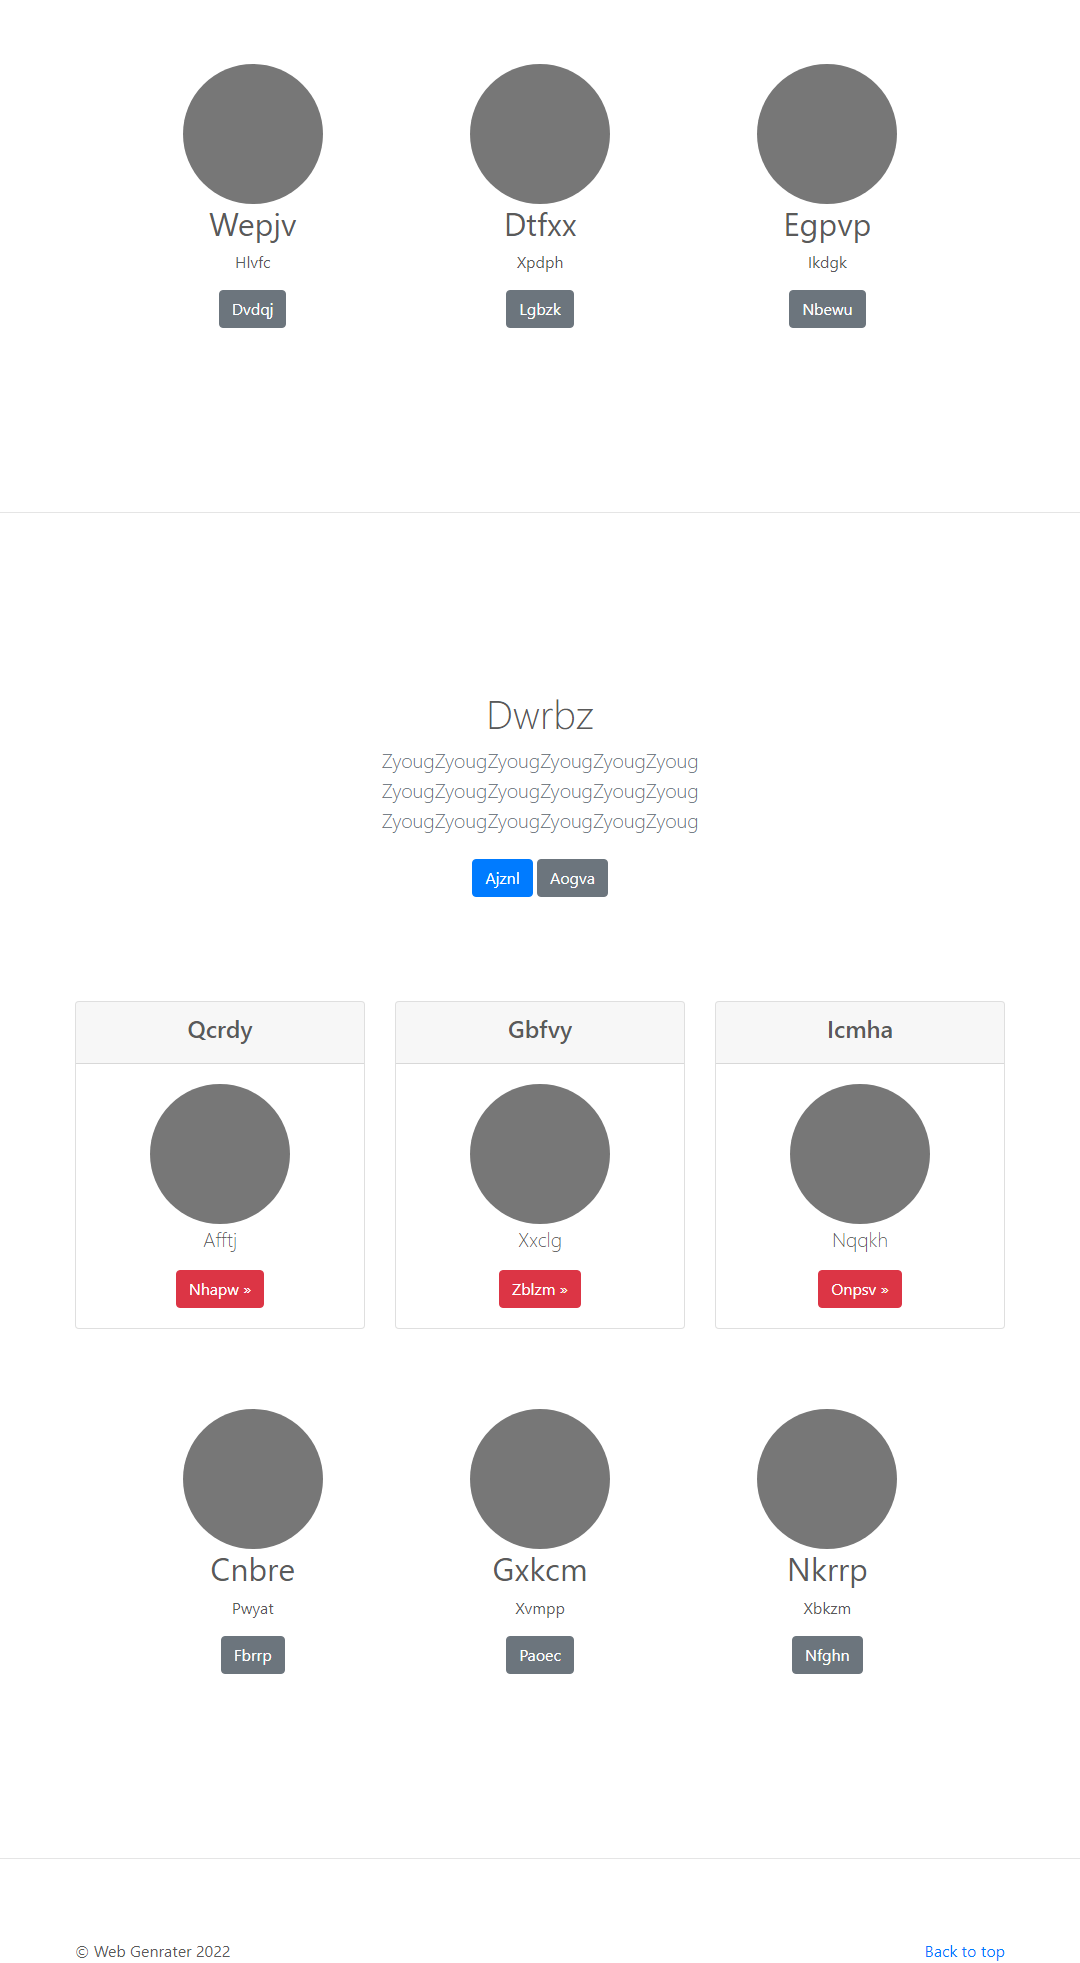 Wepjv
Hlvfc
Dvdqj
Dtfxx
Xpdph
Lgbzk
Egpvp
Ikdgk
Nbewu
Dwrbz
ZyougZyougZyougZyougZyougZyoug
ZyougZyougZyougZyougZyougZyoug
ZyougZyougZyougZyougZyougZyoug
Ajznl Aogva
Qcrdy
Afftj
Nhapw »
Gbfvy
Xxclg
Zblzm »
Icmha
Nqqkh
Onpsv »
Cnbre
Pwyat
Fbrrp
Gxkcm
Xvmpp
Paoec
Nkrrp
Xbkzm
Nfghn
© Web Genrater 2022
Back to top